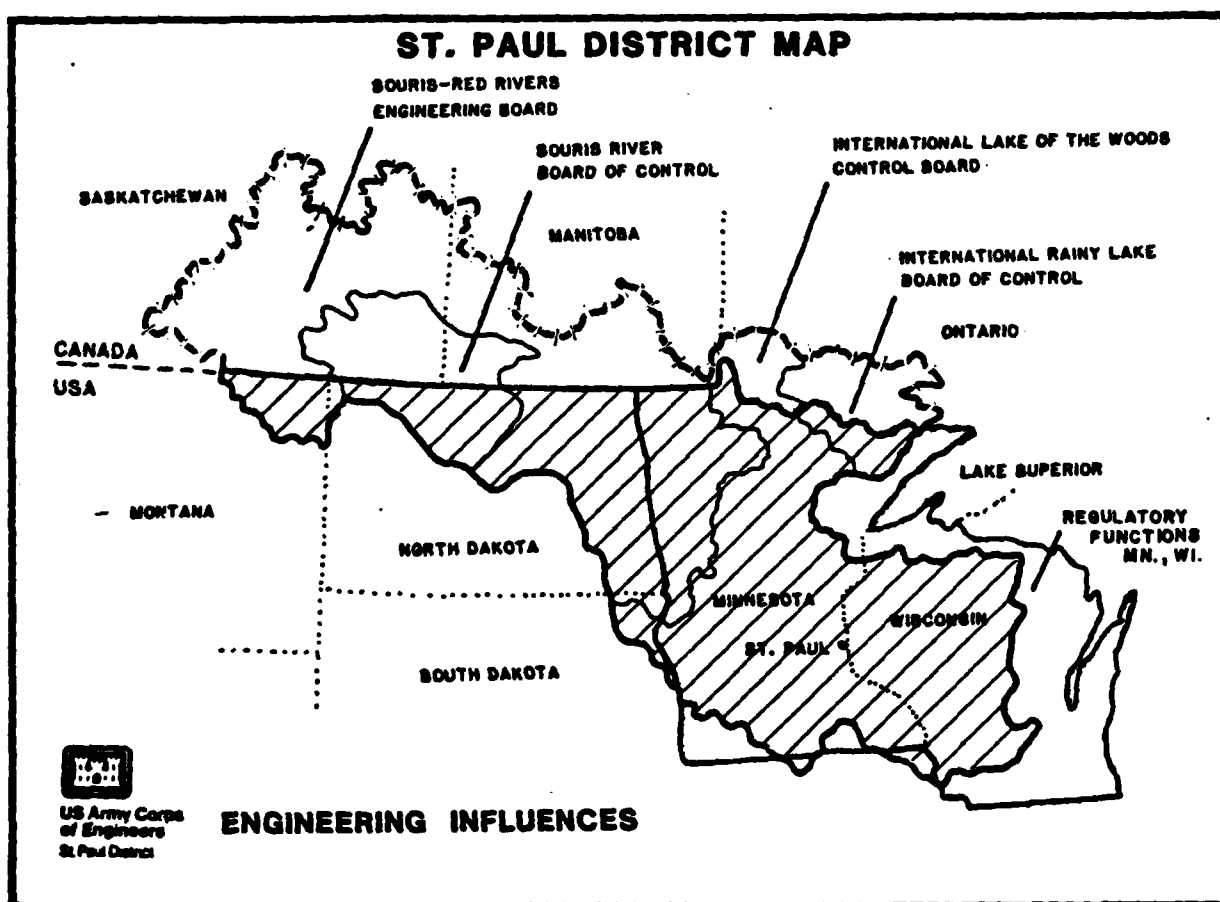 ST. PAUL DISTRICT MAP
SOURIS-RED RIVERS
ENGINEERING BOARD
SOURIS RIVER
BOARD OF CONTROL
INTERNATIONAL LAKE OF THE WOODS
CONTROL BOARD
SASKATCHEWAN
MANITOBA
INTERNATIONAL RAINY LAKE
BOARD OF CONTROL
ONTARIO
CANADA
USA
LAKE SUPERIOR
MONTANA
REGULATORY
FUNCTIONS
MN., WI.
NORTH DAKOTA
MINNESOTA
WISCONSIN
ST. PAUL
SOUTH DAKOTA
US Army Corps
of Engineers
St. Paul District
ENGINEERING INFLUENCES